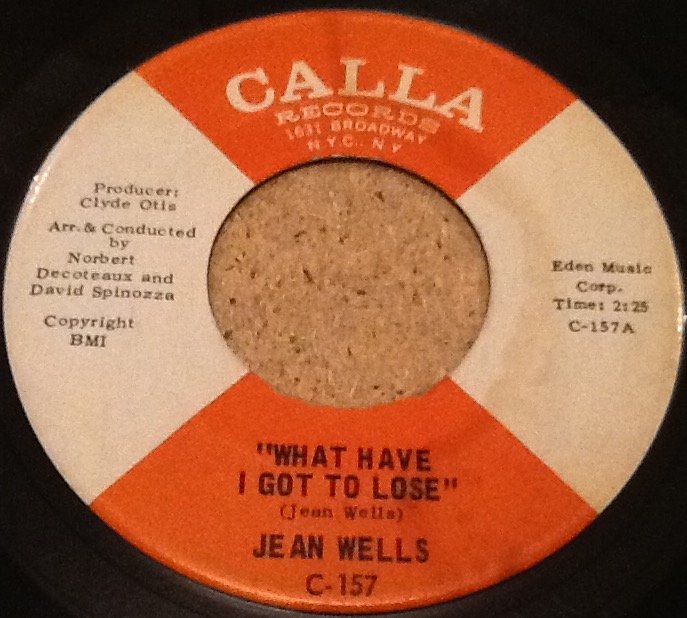 CALLA
RECORDS
1631 BROADWAY
N.Y.C., N Y
Producer:
Clyde Otis
Arr. & Conducted
by
Norbert
Decoteaux and
David Spinozza
Copyright
BMI
Eden Music
Corp.
Time: 2:25
C-157A
"WHAT HAVE
I GOT TO LOSE"
(Jean Wells)
JEAN WELLS
C-157